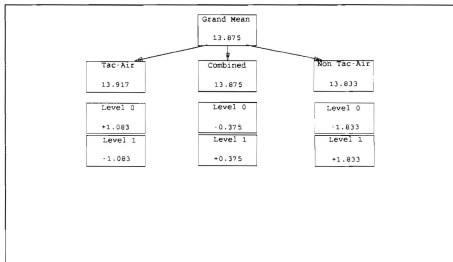 Grand Mean
13.875
Tac-Air
13.917
Combined
13.875
Non Tac-Air
13.833
Level 0
+1.083
Level 1
-1.083
Level 0
-0.375
Level 1
+0.375
Level 0
-1.833
Level 1
+1.833